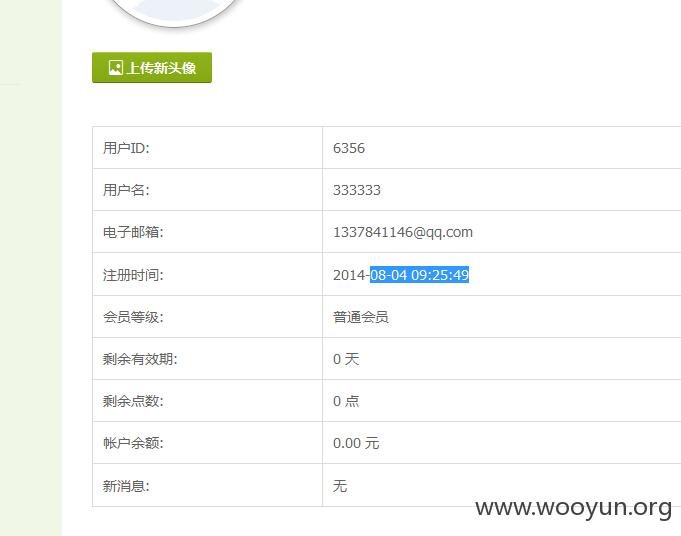 上传新头像
用户ID: 6356
用户名: 333333
电子邮箱: 1337841146@qq.com
注册时间: 2014-08-04 09:25:49
会员等级: 普通会员
剩余有效期: 0 天
剩余点数: 0 点
帐户余额: 0.00 元
新消息: 无
www.wooyun.org